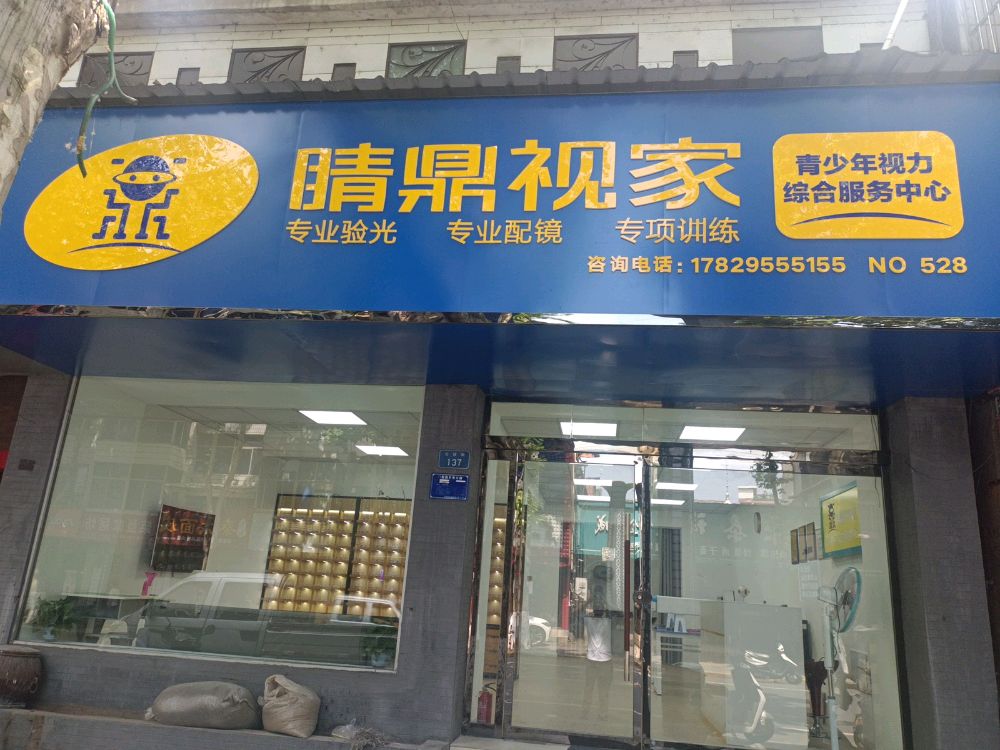 睛鼎视家
专业验光 专业配镜 专项训练
青少年视力
综合服务中心
咨询电话:17829555155 NO 528
137